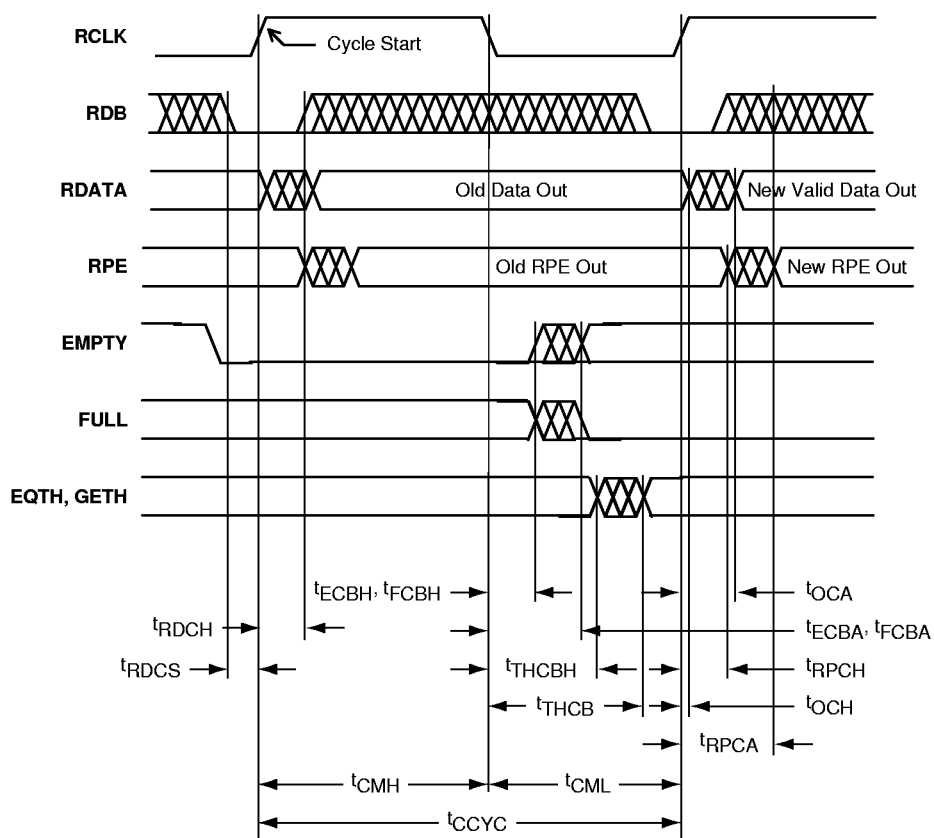 RCLK
Cycle Start
RDB
RDATA
Old Data Out
New Valid Data Out
RPE
Old RPE Out
New RPE Out
EMPTY
FULL
EQTH, GETH
tECBH, tFCBH
tOCA
tRDCH
tECBA, tFCBA
tRDCS
tTHCBH
tRPCH
tTHCB
tOCH
tRPCA
tCMH
tCML
tCCYC